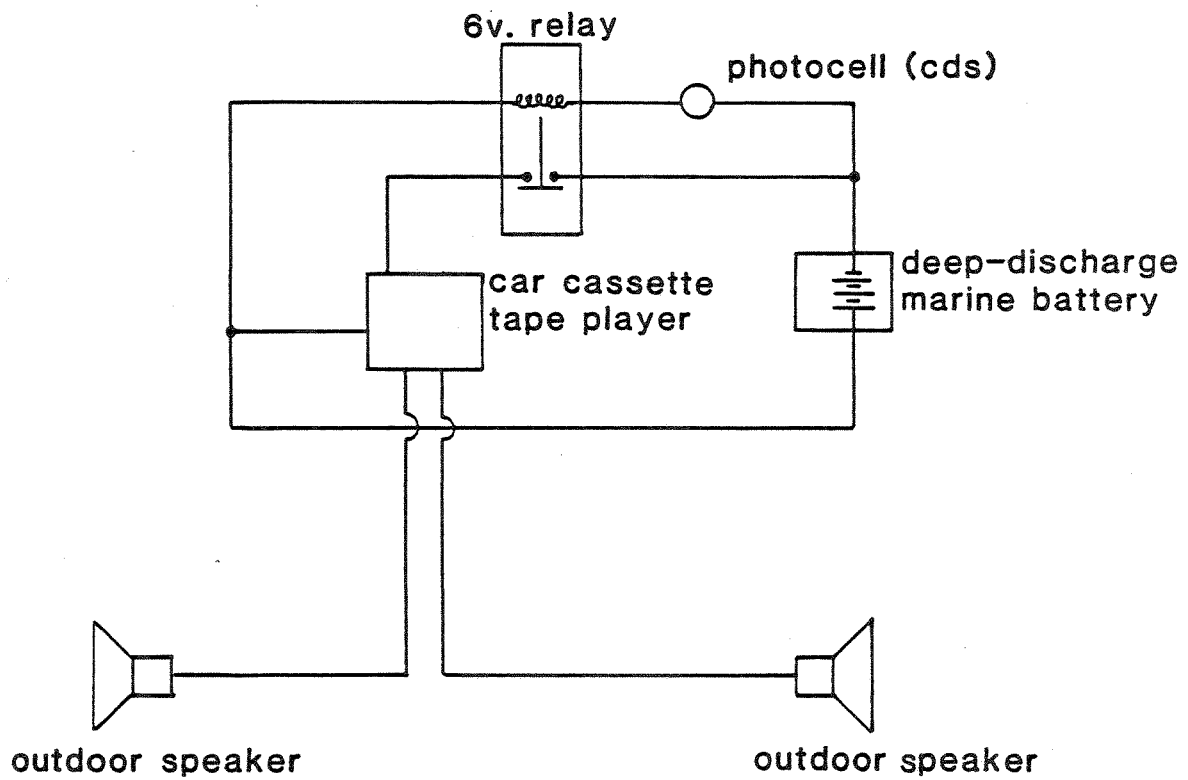 6v. relay
photocell (cds)
deep-discharge
marine battery
car cassette
tape player
outdoor speaker
outdoor speaker